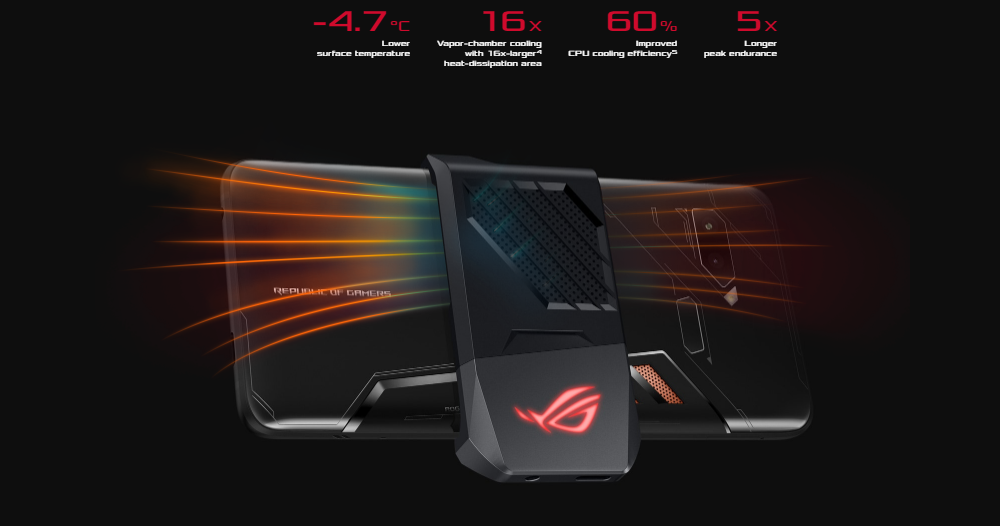 -4.7 °C
Lower
surface temperature
16x
Vapor-chamber cooling
with 16x-larger⁴
heat-dissipation area
60%
Improved
CPU cooling efficiency⁵
5x
Longer
peak endurance
REPUBLIC OF GAMERS